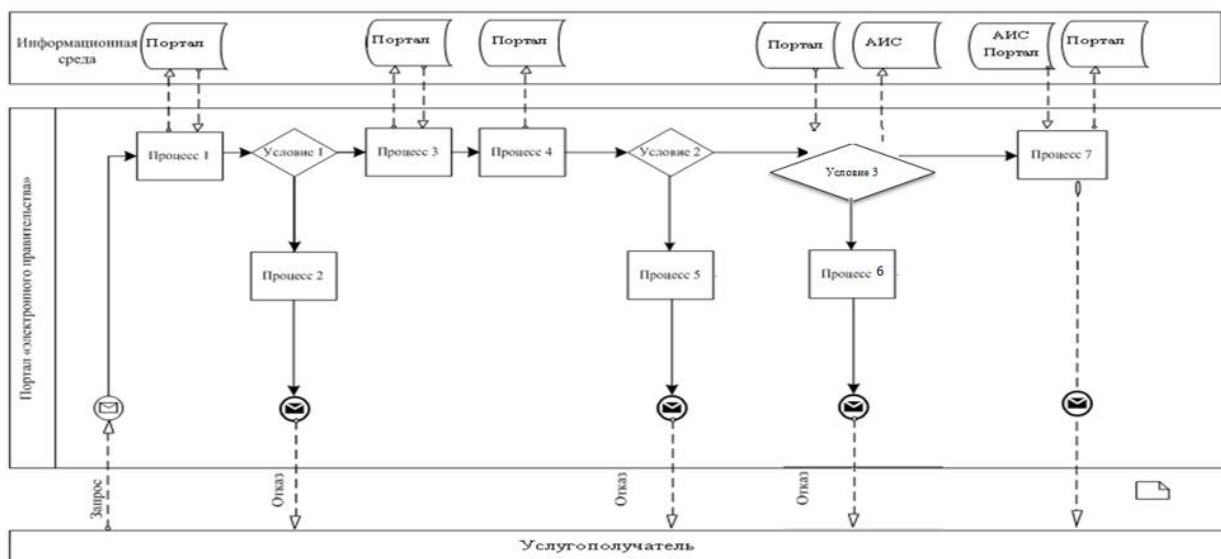 Информационная
среда
Портал
Портал
Портал
Портал
АИС
АИС
Портал
Портал
Портал «электронного правительства»
Процесс 1
Условие 1
Процесс 3
Процесс 4
Условие 2
Условие 3
Процесс 7
Процесс 2
Процесс 5
Процесс 6
Запрос
Отказ
Отказ
Отказ
Услугополучатель